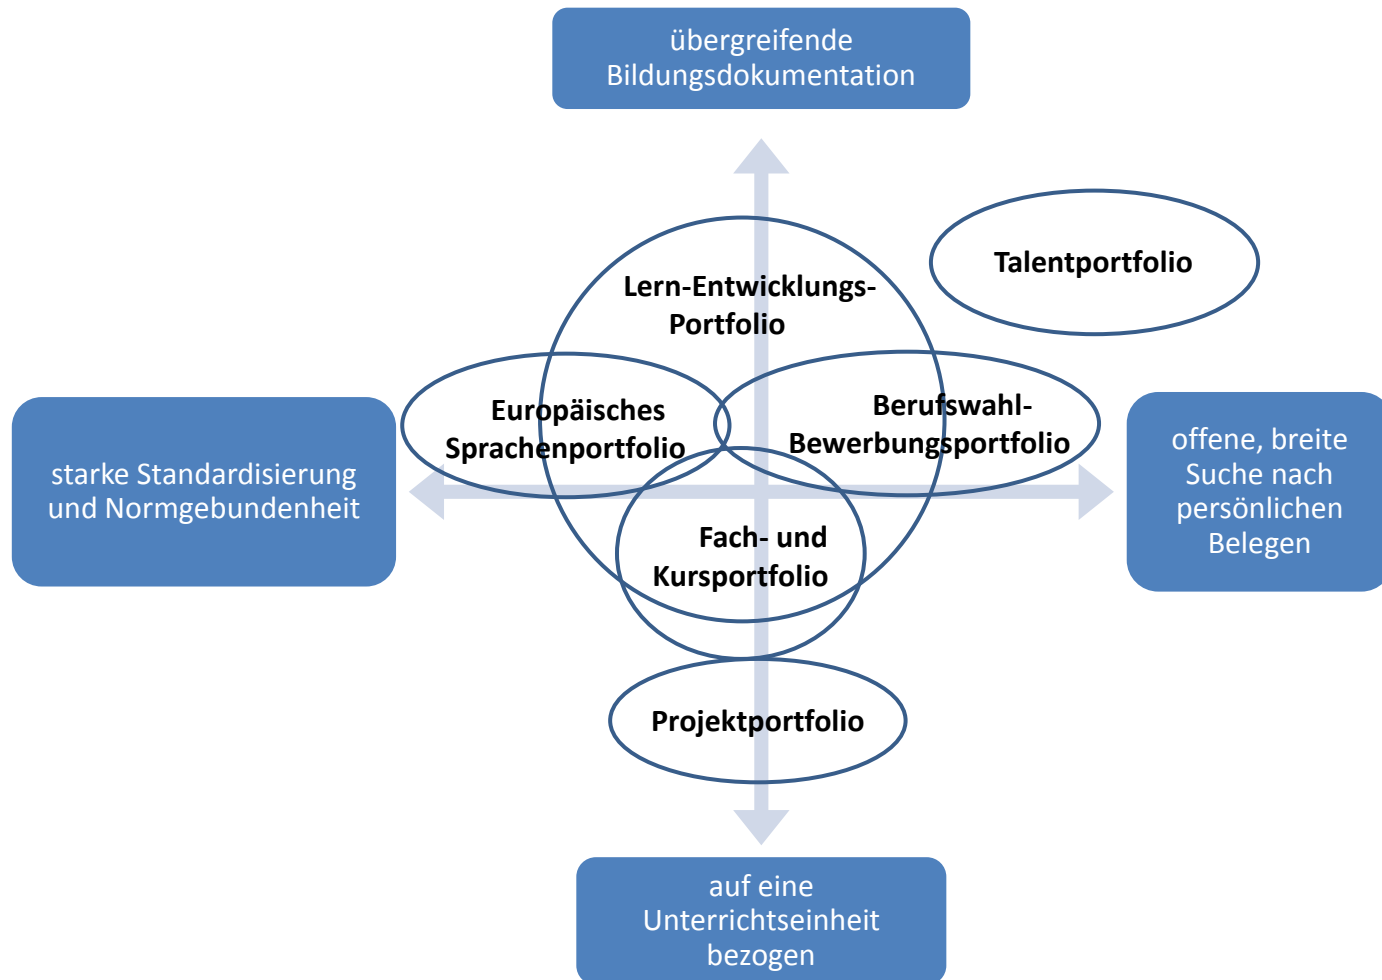 übergreifende
Bildungsdokumentation
Talentportfolio
Lern-Entwicklungs-
Portfolio
Europäisches
Sprachenportfolio
Berufswahl-
Bewerbungsportfolio
starke Standardisierung
und Normgebundenheit
offene, breite
Suche nach
persönlichen
Belegen
Fach- und
Kursportfolio
Projektportfolio
auf eine
Unterrichtseinheit
bezogen